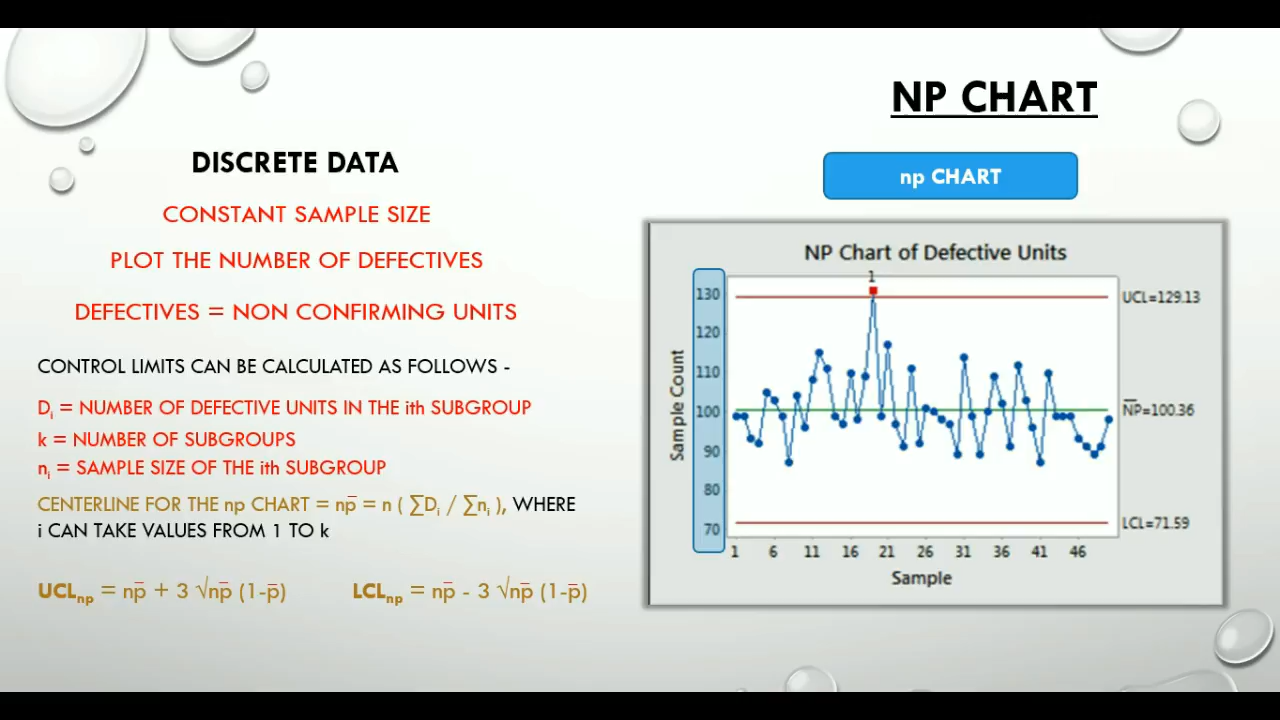 NP CHART
DISCRETE DATA
CONSTANT SAMPLE SIZE
PLOT THE NUMBER OF DEFECTIVES
DEFECTIVES = NON CONFIRMING UNITS
CONTROL LIMITS CAN BE CALCULATED AS FOLLOWS -
Di = NUMBER OF DEFECTIVE UNITS IN THE ith SUBGROUP
k = NUMBER OF SUBGROUPS
ni = SAMPLE SIZE OF THE ith SUBGROUP
CENTERLINE FOR THE np CHART = np̅ = n ( ∑Di / ∑ni ), WHERE
i CAN TAKE VALUES FROM 1 TO k
UCLnp = np̅ + 3 √np̅ (1-p̅)
LCLnp = np̅ - 3 √np̅ (1-p̅)
np CHART
NP Chart of Defective Units
1
130
120
110
100
90
80
70
Sample Count
UCL=129.13
N̅P̅=100.36
LCL=71.59
1 6 11 16 21 26 31 36 41 46
Sample